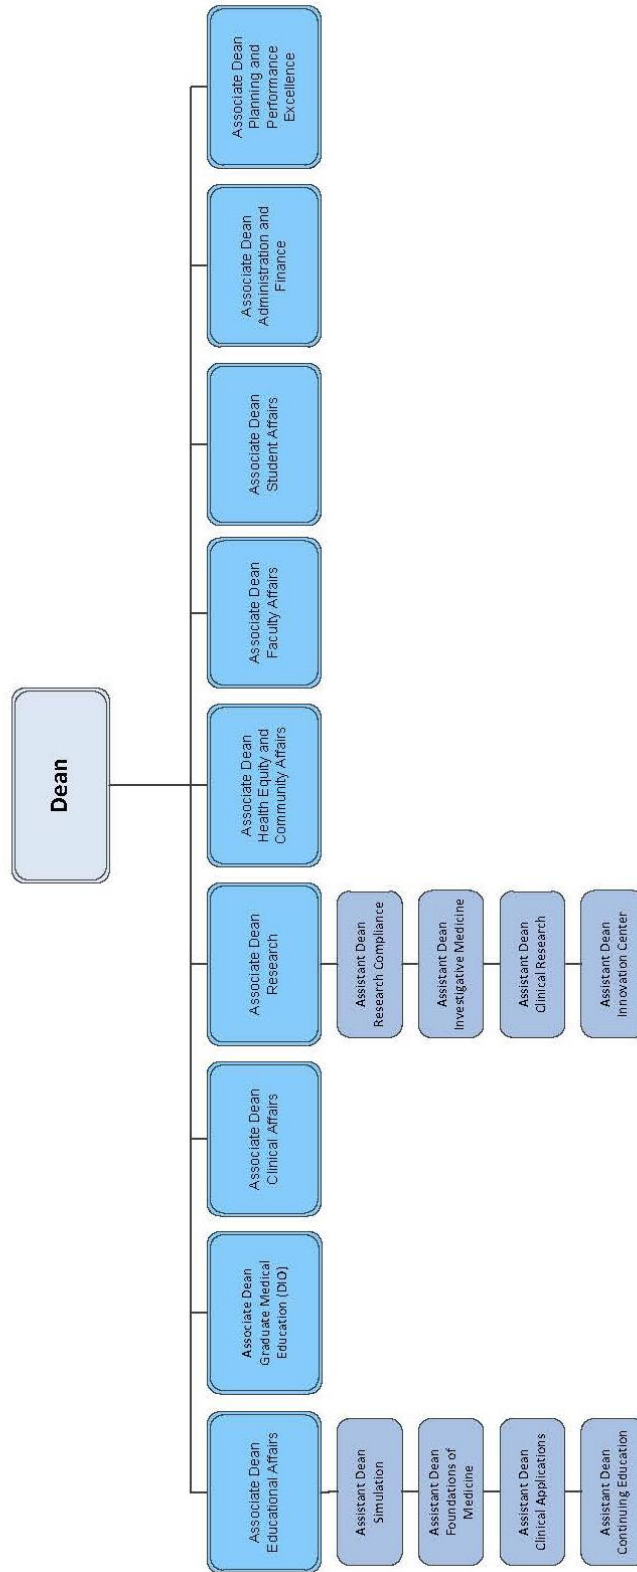 Dean
Associate Dean
Educational Affairs
Associate Dean
Graduate Medical
Education (DIO)
Associate Dean
Clinical Affairs
Associate Dean
Research
Associate Dean
Health Equity and
Community Affairs
Associate Dean
Faculty Affairs
Associate Dean
Student Affairs
Associate Dean
Administration and
Finance
Associate Dean
Planning and
Performance
Excellence
Assistant Dean
Simulation
Assistant Dean
Foundations of
Medicine
Assistant Dean
Clinical Applications
Assistant Dean
Continuing Education
Assistant Dean
Research Compliance
Assistant Dean
Investigative Medicine
Assistant Dean
Clinical Research
Assistant Dean
Innovation Center